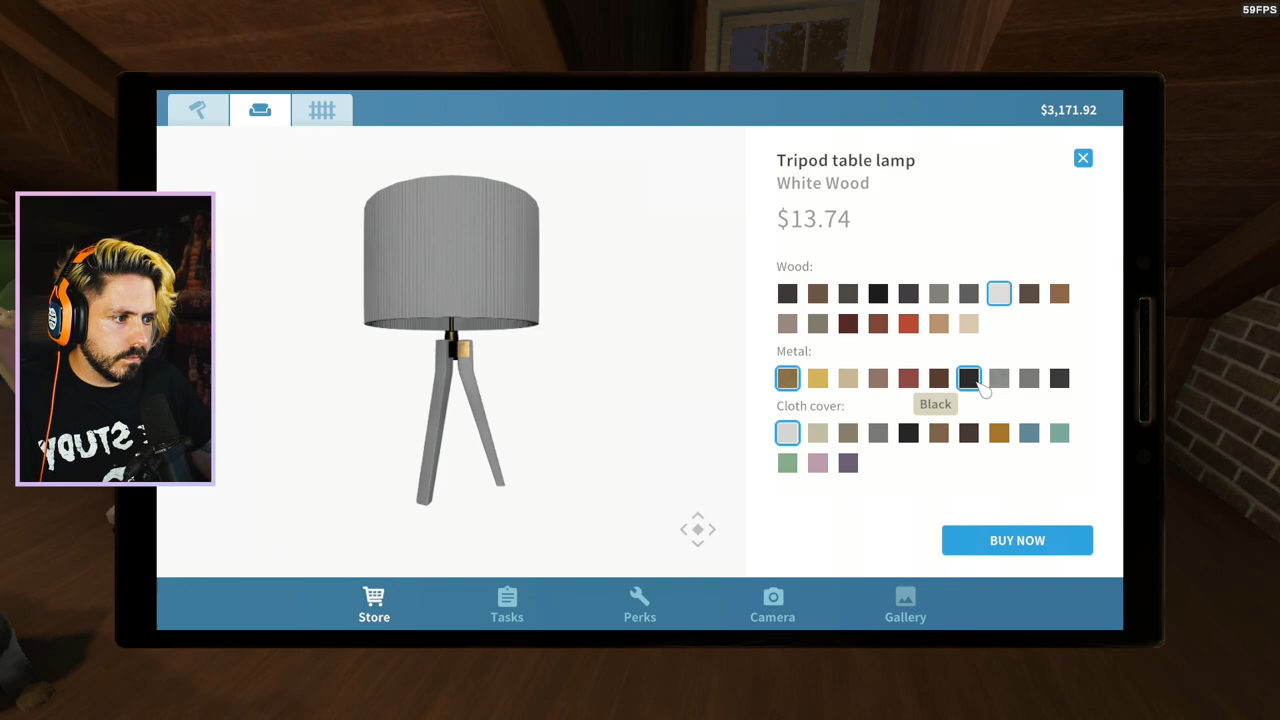 59FPS
$3,171.92
Tripod table lamp
White Wood
$13.74
Wood:
Metal:
Black
Cloth cover:
BUY NOW
Store
Tasks
Perks
Camera
Gallery
STUDY